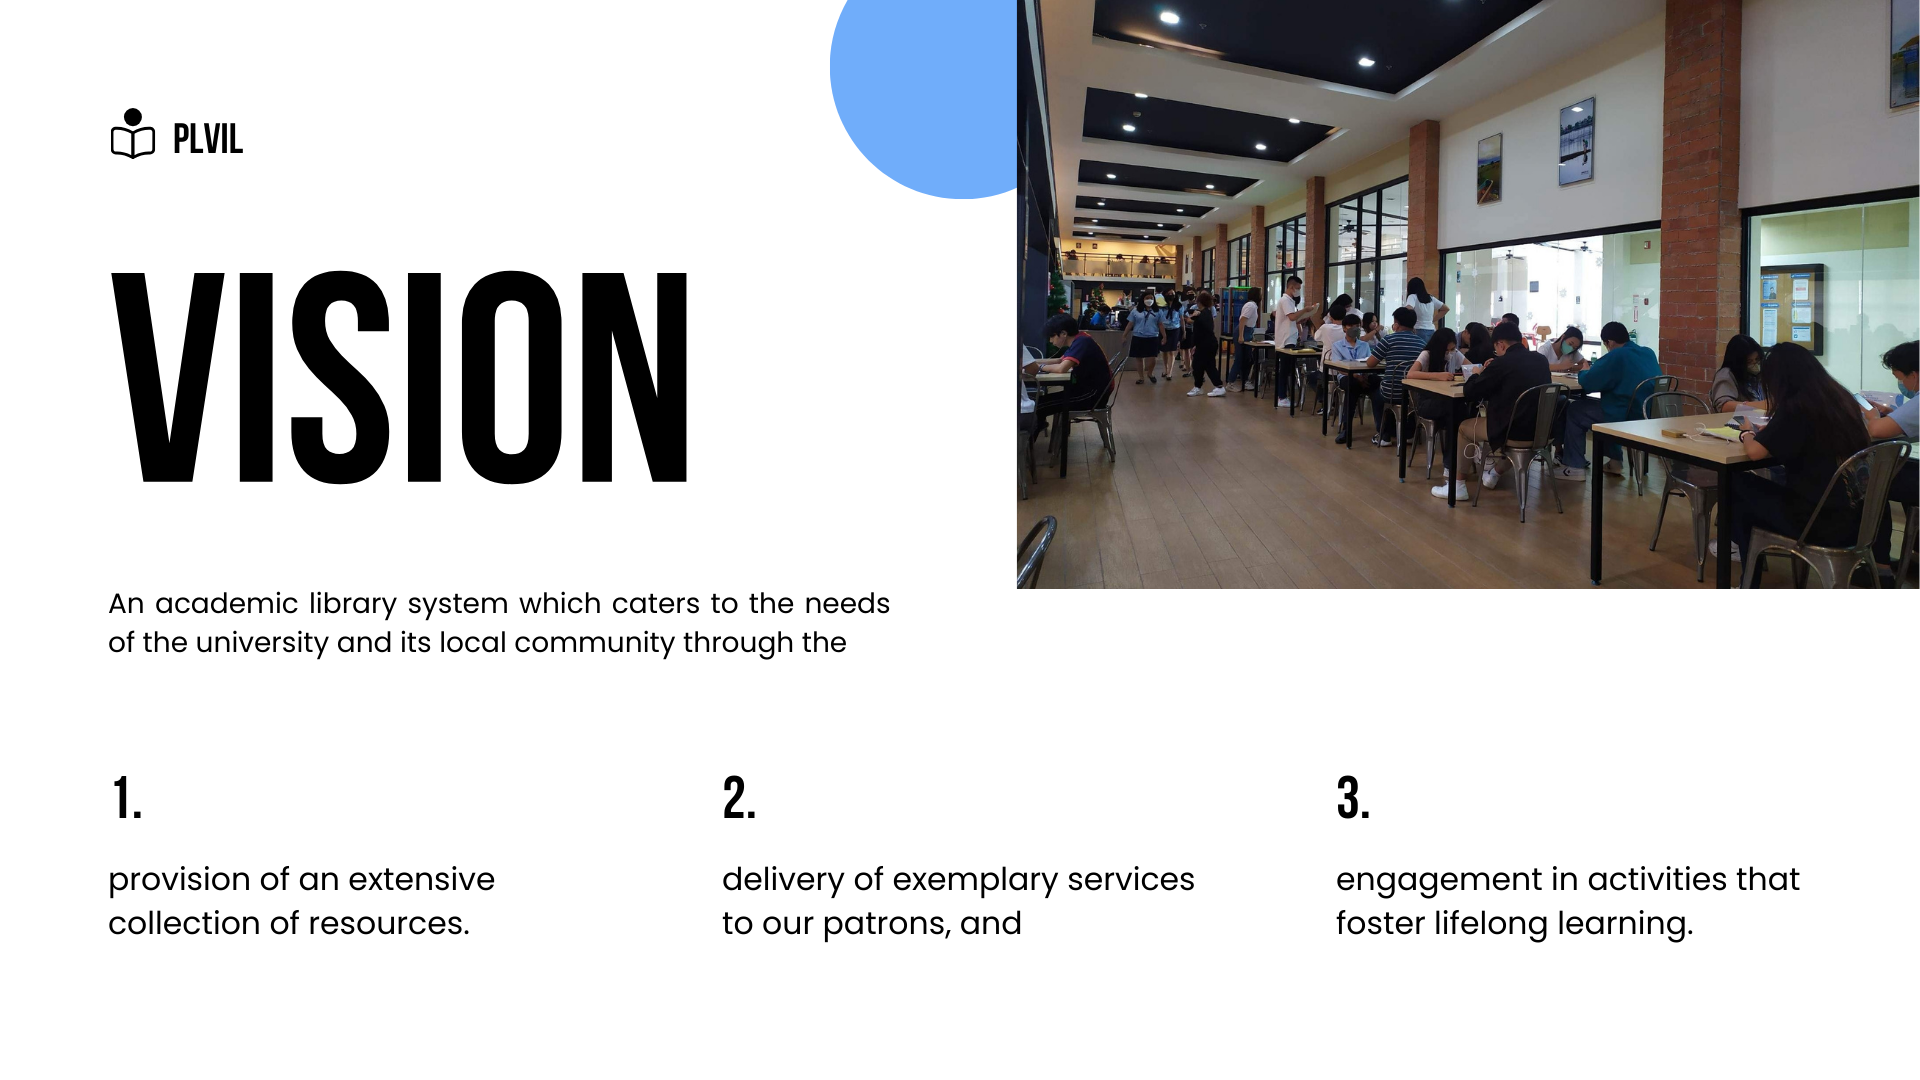 PLVIL
VISION
An academic library system which caters to the needs
of the university and its local community through the
1.
provision of an extensive
collection of resources.
2.
delivery of exemplary services
to our patrons, and
3.
engagement in activities that
foster lifelong learning.